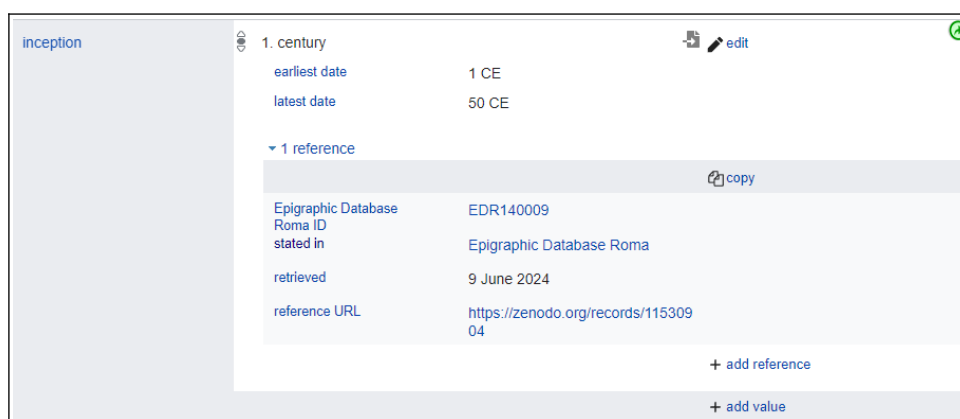 inception
1. century
edit
earliest date
1 CE
latest date
50 CE
1 reference
copy
Epigraphic Database
Roma ID
EDR140009
stated in
Epigraphic Database Roma
retrieved
9 June 2024
reference URL
https://zenodo.org/records/115309
04
+ add reference
+ add value